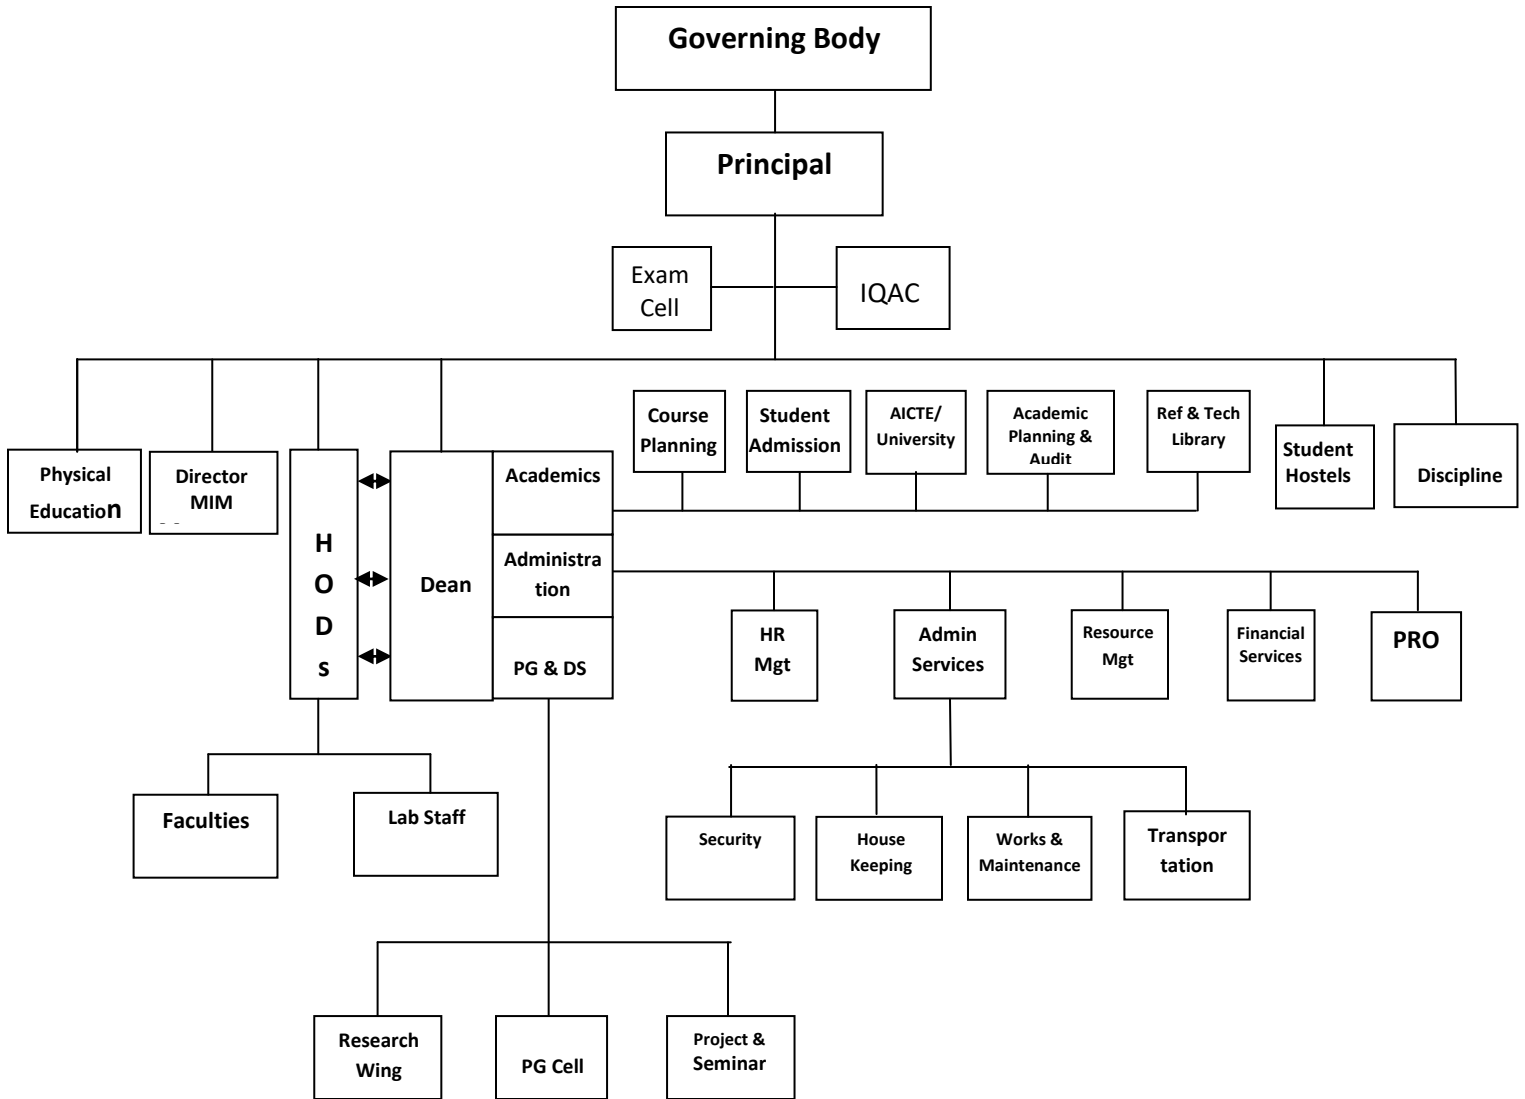 Governing Body
Principal
Exam
Cell
IQAC
Course
Planning
Student
Admission
AICTE/
University
Academic
Planning &
Audit
Ref & Tech
Library
Physical
Education
Director
MIM
H
O
D
s
Dean
Academics
Administra
tion
PG & DS
Student
Hostels
Discipline
HR
Mgt
Admin
Services
Resource
Mgt
Financial
Services
PRO
Faculties
Lab Staff
Security
House
Keeping
Works &
Maintenance
Transpor
tation
Research
Wing
PG Cell
Project &
Seminar